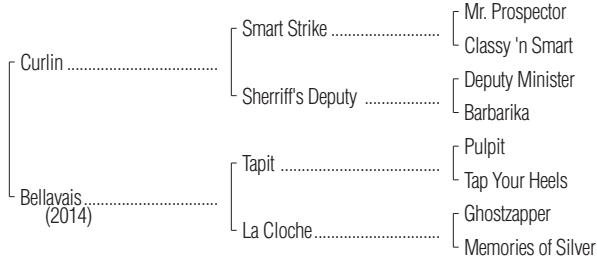 Mr. Prospector
Smart Strike ........................
Classy 'n Smart
Curlin ..................................
Deputy Minister
Sherriff's Deputy .................
Barbarika
Pulpit
Tapit ...................................
Tap Your Heels
Bellavais..............................
(2014)
Ghostzapper
La Cloche............................
Memories of Silver